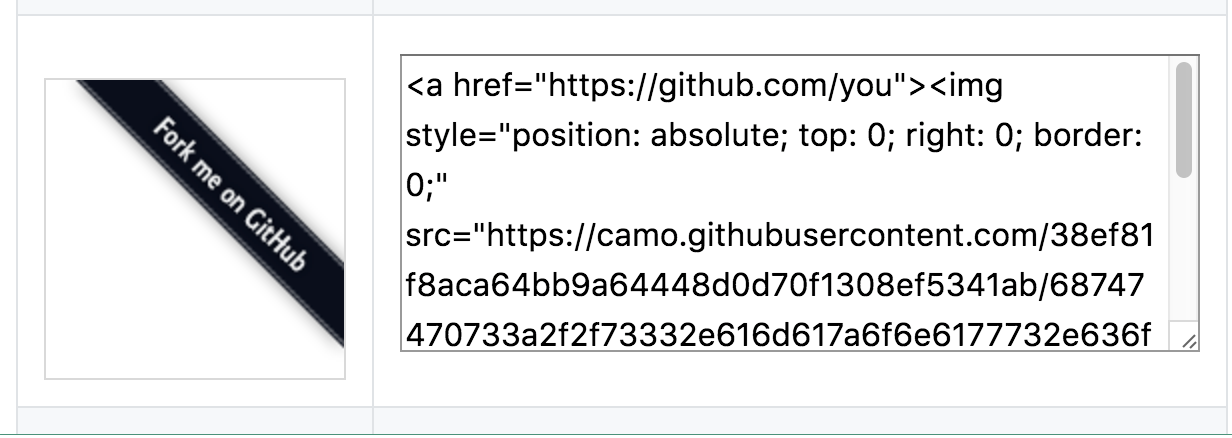 Fork me on GitHub
<a href="https://github.com/you"><img
style="position: absolute; top: 0; right: 0; border:
0;"
src="https://camo.githubusercontent.com/38ef81
f8aca64bb9a64448d0d70f1308ef5341ab/68747
470733a2f2f73332e616d617a6f6e6177732e636f